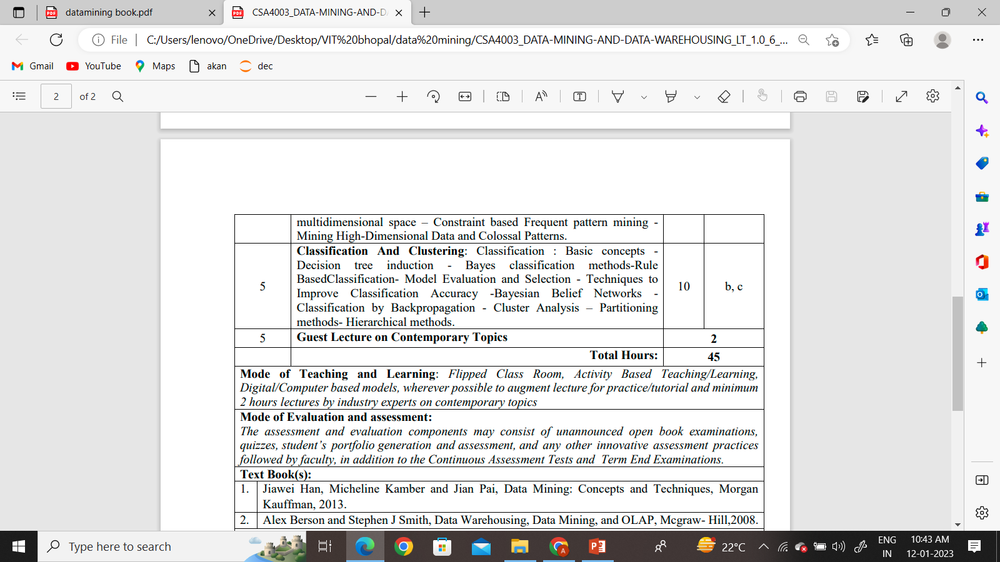 datamining book.pdf
CSA4003_DATA-MINING-AND-D
File
C:/Users/lenovo/OneDrive/Desktop/VIT%20bhopal/data%20mining/CSA4003_DATA-MINING-AND-DATA-WAREHOUSING_LT_1.0_6_...
Gmail YouTube Maps akan dec
2 of 2
multidimensional space – Constraint based Frequent pattern mining -
Mining High-Dimensional Data and Colossal Patterns.
Classification And Clustering: Classification : Basic concepts -
Decision tree induction - Bayes classification methods-Rule
BasedClassification- Model Evaluation and Selection - Techniques to
5 Improve Classification Accuracy -Bayesian Belief Networks - 10 b, c
Classification by Backpropagation - Cluster Analysis – Partitioning
methods- Hierarchical methods.
5 Guest Lecture on Contemporary Topics 2
Total Hours: 45
Mode of Teaching and Learning: Flipped Class Room, Activity Based Teaching/Learning,
Digital/Computer based models, wherever possible to augment lecture for practice/tutorial and minimum
2 hours lectures by industry experts on contemporary topics
Mode of Evaluation and assessment:
The assessment and evaluation components may consist of unannounced open book examinations,
quizzes, student’s portfolio generation and assessment, and any other innovative assessment practices
followed by faculty, in addition to the Continuous Assessment Tests and Term End Examinations.
Text Book(s):
1. Jiawei Han, Micheline Kamber and Jian Pai, Data Mining: Concepts and Techniques, Morgan
Kauffman, 2013.
2. Alex Berson and Stephen J Smith, Data Warehousing, Data Mining, and OLAP, Mcgraw- Hill,2008.
Type here to search
22°C
ENG
IN
10:43 AM
12-01-2023